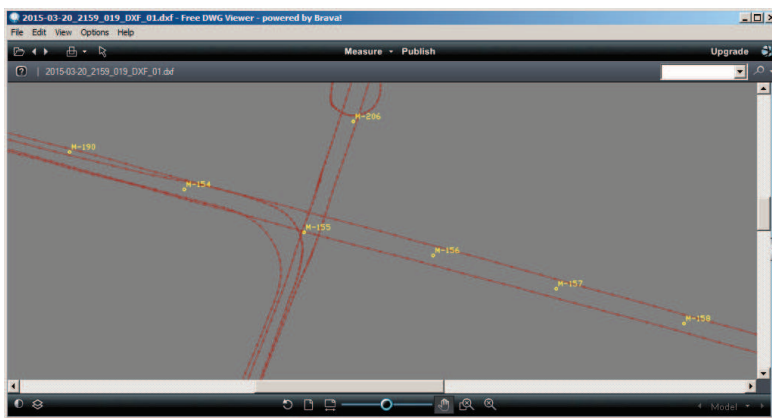 2015-03-20_2159_019_DXF_01.dxf - Free DWG Viewer - powered by Brava!
File Edit View Options Help
Measure Publish Upgrade
2015-03-20_2159_019_DXF_01.dxf
M-206
M-190
M-154
M-155
M-156
M-157
M-158
Model